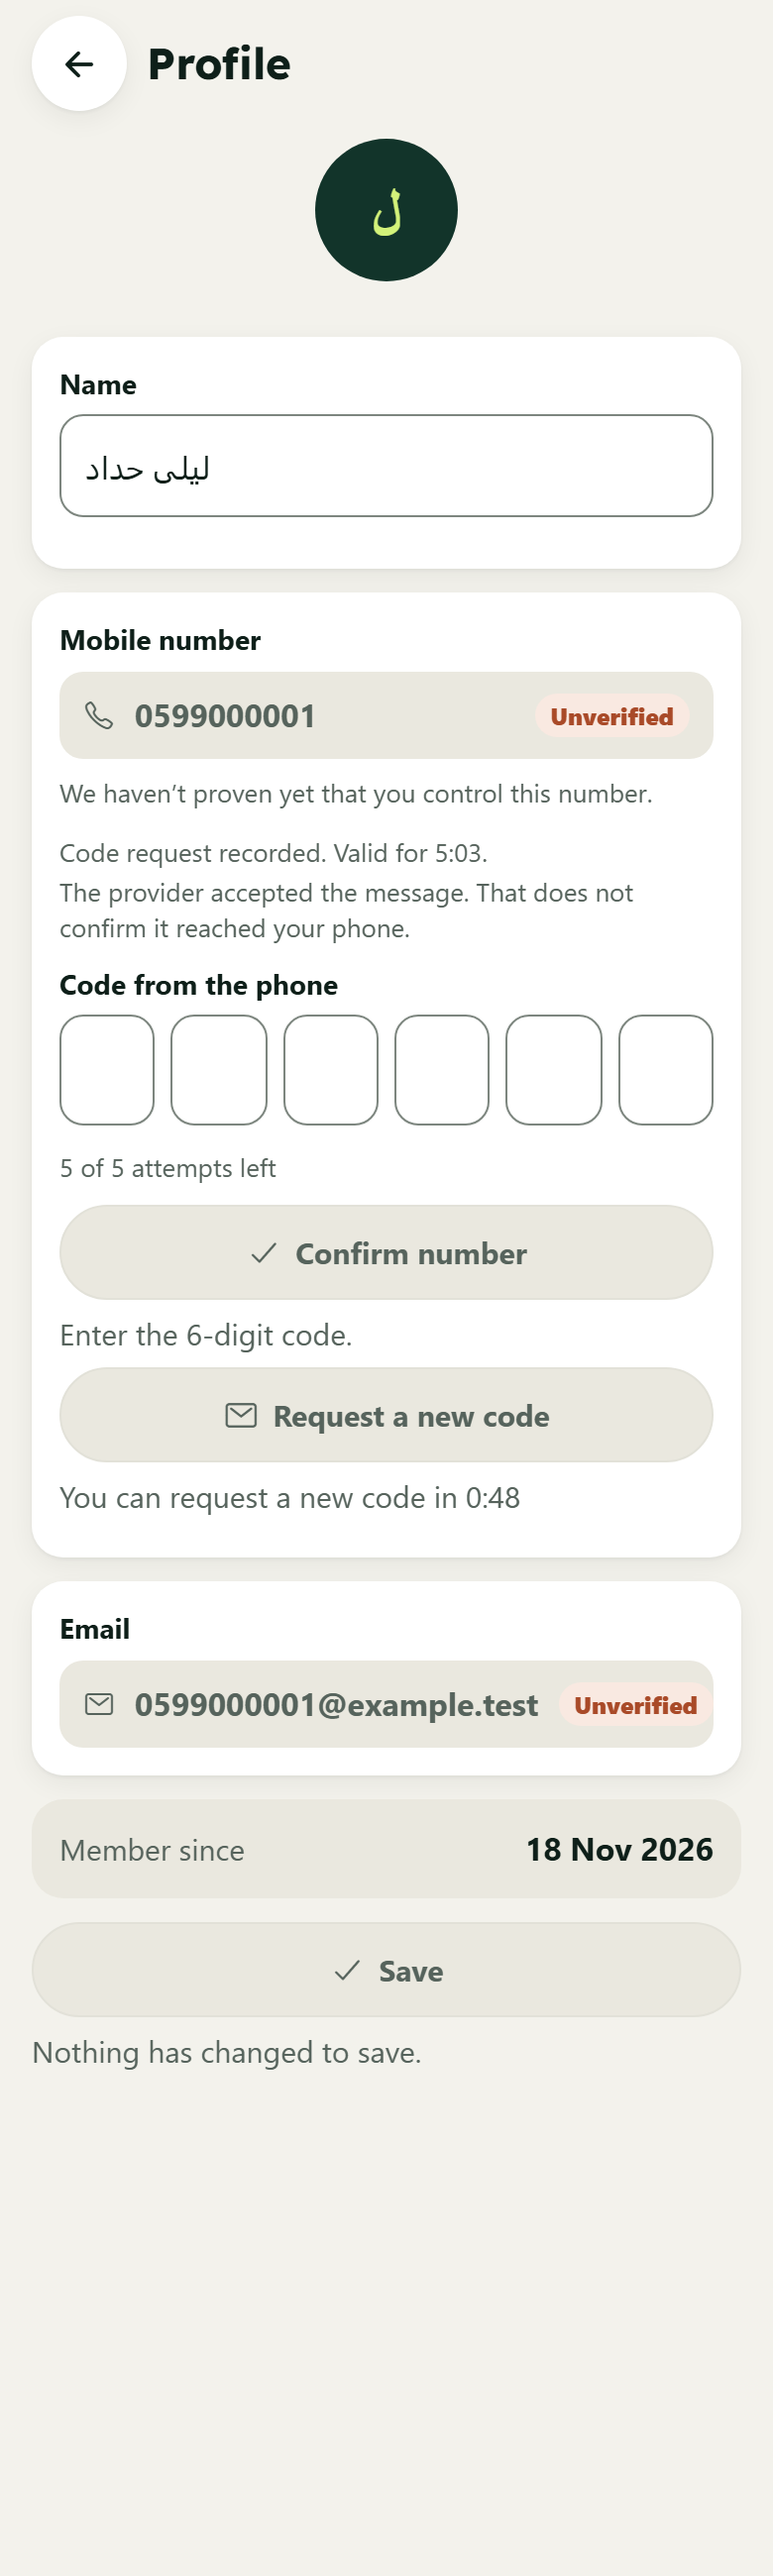 Profile
ل
Name
ليلى حداد
Mobile number
0599000001 Unverified
We haven’t proven yet that you control this number.
Code request recorded. Valid for 5:03.
The provider accepted the message. That does not
confirm it reached your phone.
Code from the phone
5 of 5 attempts left
Confirm number
Enter the 6-digit code.
Request a new code
You can request a new code in 0:48
Email
0599000001@example.test Unverified
Member since 18 Nov 2026
Save
Nothing has changed to save.